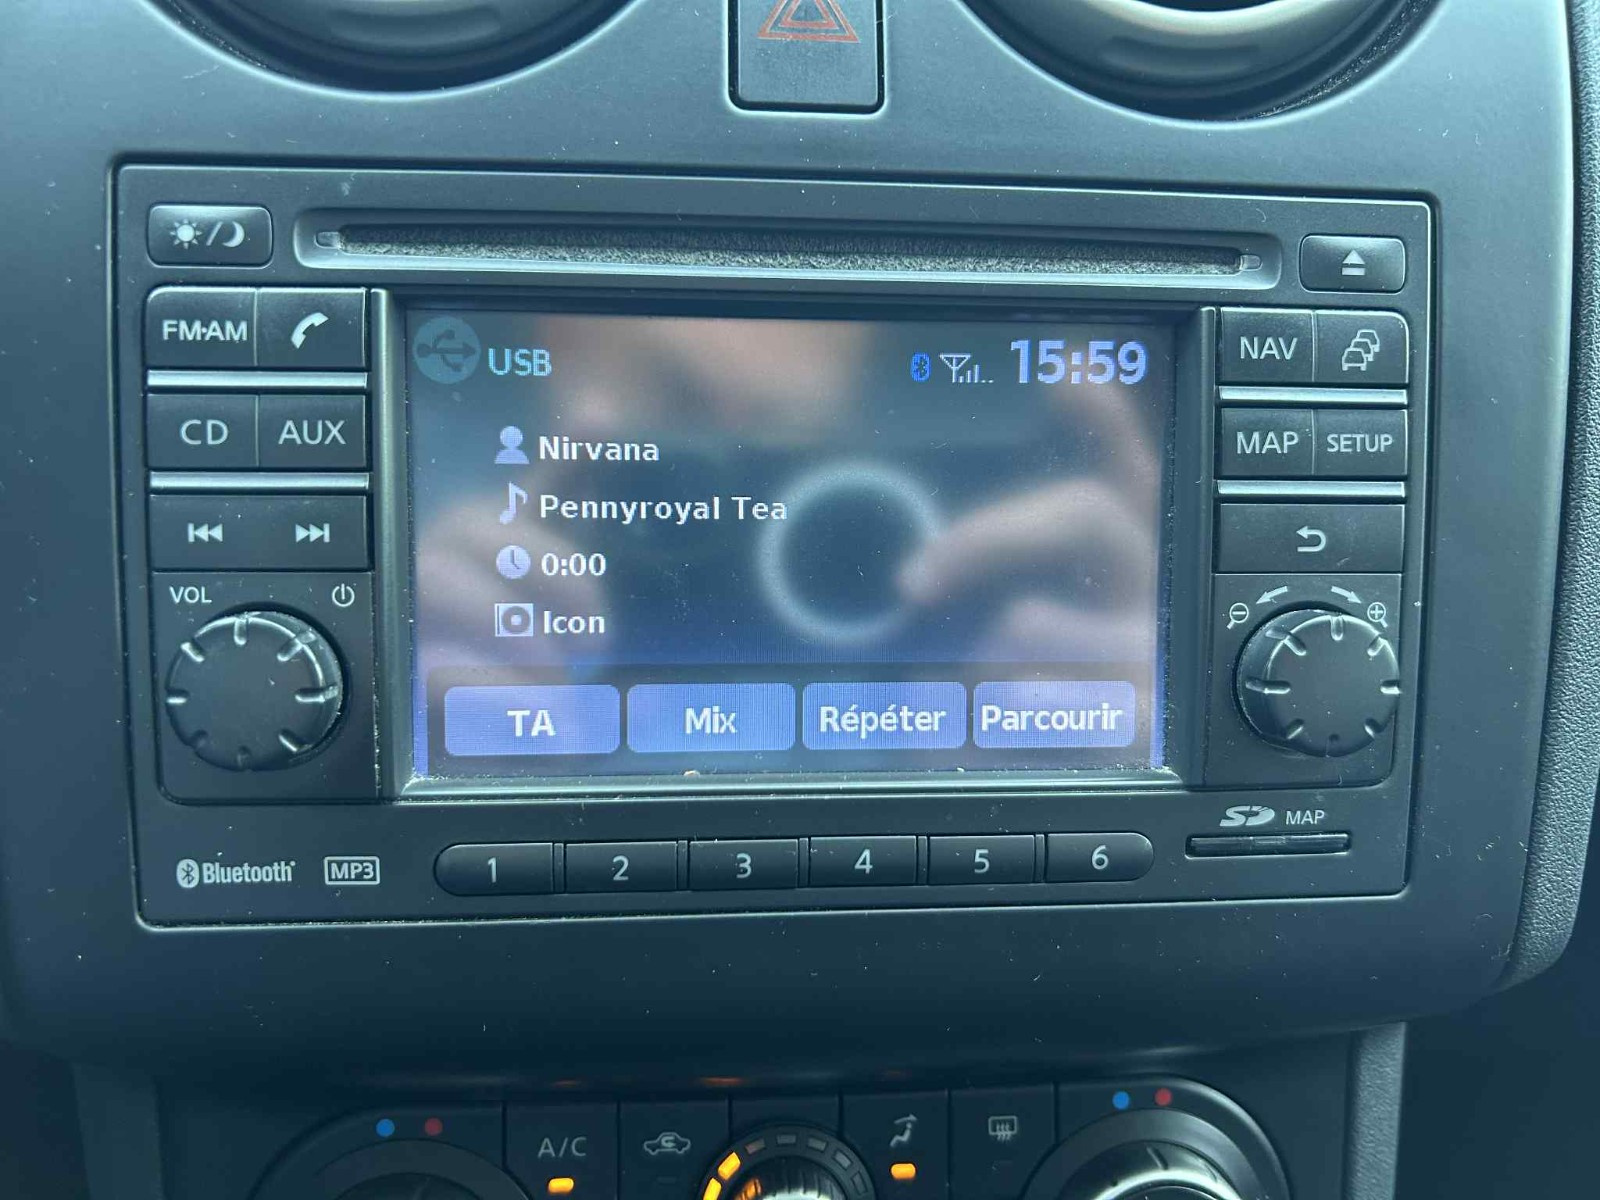 FM·AM
CD AUX
VOL
USB
15:59
Nirvana
Pennyroyal Tea
0:00
Icon
TA Mix Répéter Parcourir
NAV
MAP SETUP
SD MAP
Bluetooth MP3
1 2 3 4 5 6
A/C